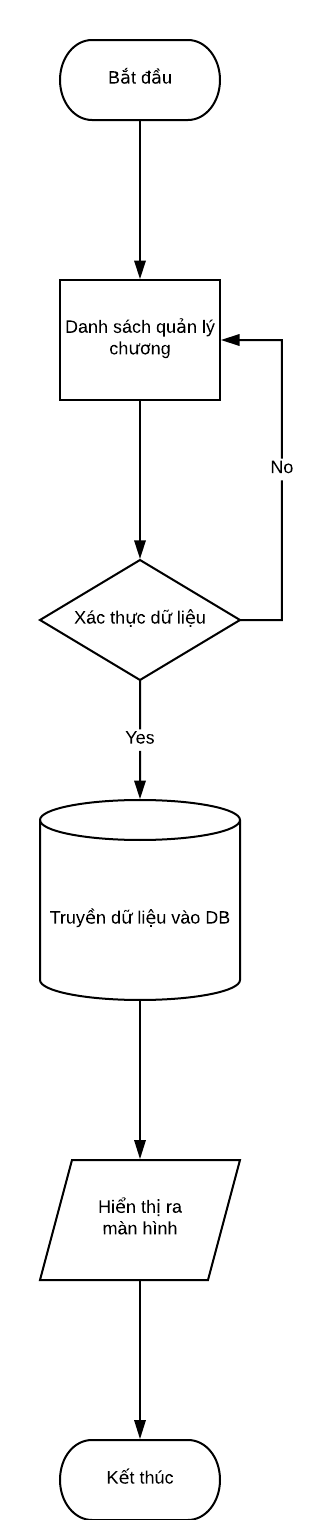 Bắt đầu
Danh sách quản lý
chương
No
Xác thực dữ liệu
Yes
Truyền dữ liệu vào DB
Hiển thị ra
màn hình
Kết thúc